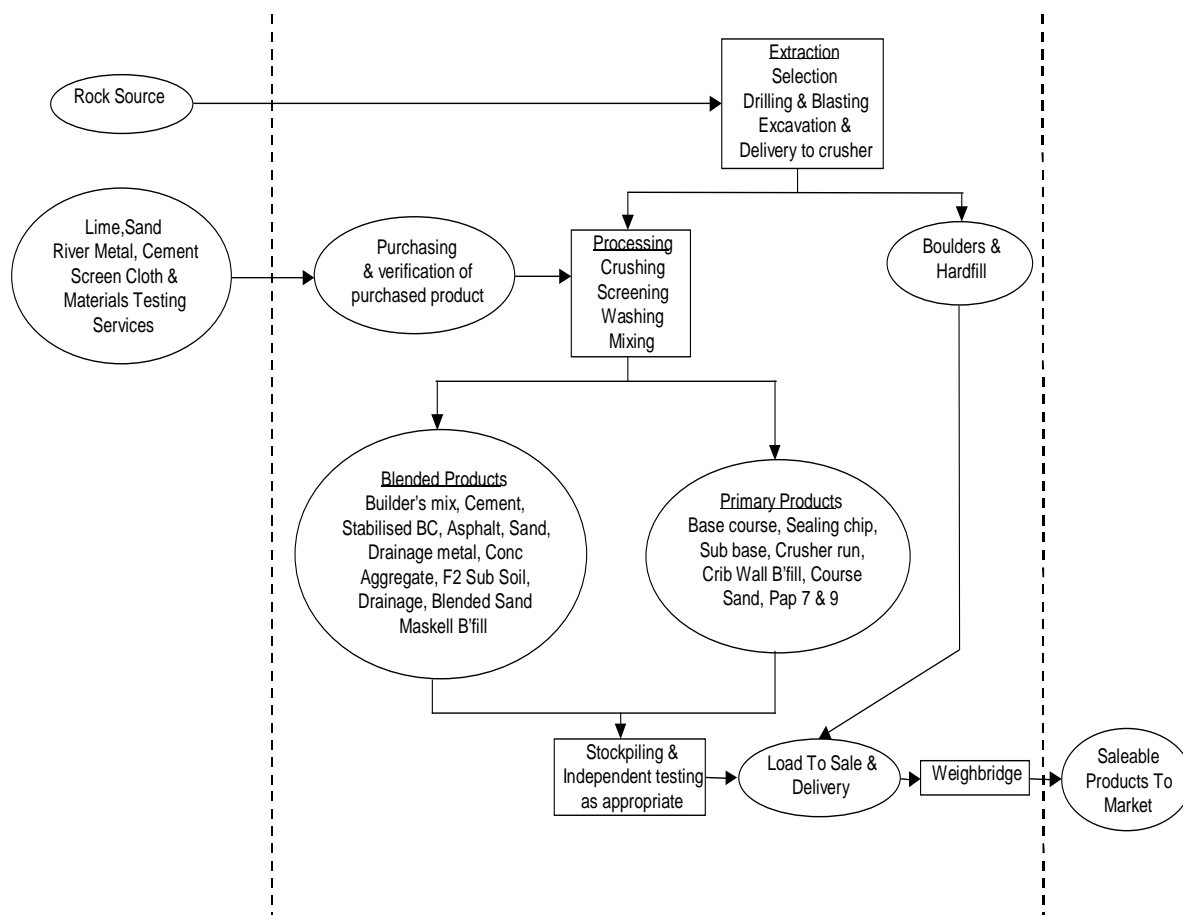 Extraction
Selection
Drilling & Blasting
Excavation &
Delivery to crusher
Rock Source
Lime,Sand
River Metal, Cement
Screen Cloth &
Materials Testing
Services
Purchasing
& verification of
purchased product
Processing
Crushing
Screening
Washing
Mixing
Boulders &
Hardfill
Blended Products
Builder's mix, Cement,
Stabilised BC, Asphalt, Sand,
Drainage metal, Conc
Aggregate, F2 Sub Soil,
Drainage, Blended Sand
Maskell B'fill
Primary Products
Base course, Sealing chip,
Sub base, Crusher run,
Crib Wall B'fill, Course
Sand, Pap 7 & 9
Stockpiling &
Independent testing
as appropriate
Load To Sale &
Delivery
Weighbridge
Saleable
Products To
Market